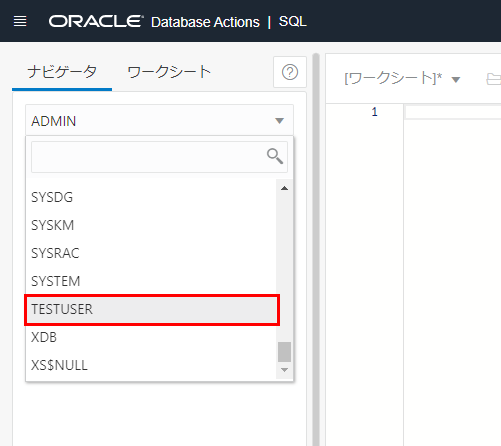 ORACLE Database Actions | SQL
ナビゲータ ワークシート
[ワークシート]*
ADMIN
1
SYSDG
SYSKM
SYSRAC
SYSTEM
TESTUSER
XDB
XS$NULL